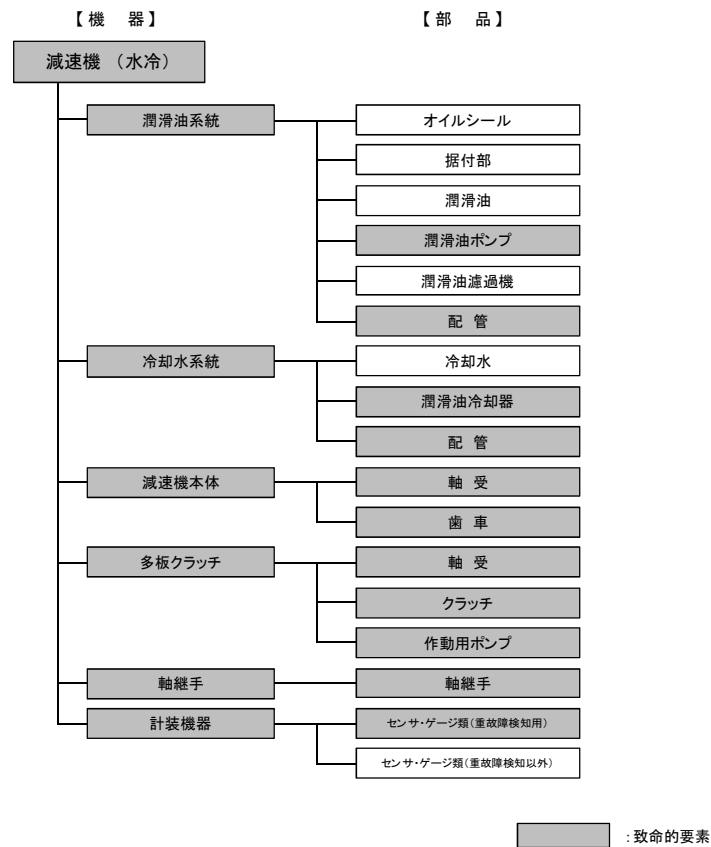 【機 器】 【部 品】
減速機 （水冷）
潤滑油系統 オイルシール
据付部
潤滑油
潤滑油ポンプ
潤滑油濾過機
配 管
冷却水系統 冷却水
潤滑油冷却器
配 管
減速機本体 軸 受
歯 車
多板クラッチ 軸 受
クラッチ
作動用ポンプ
軸継手 軸継手
計装機器 センサ・ゲージ類（重故障検知用）
センサ・ゲージ類（重故障検知以外）
：致命的要素